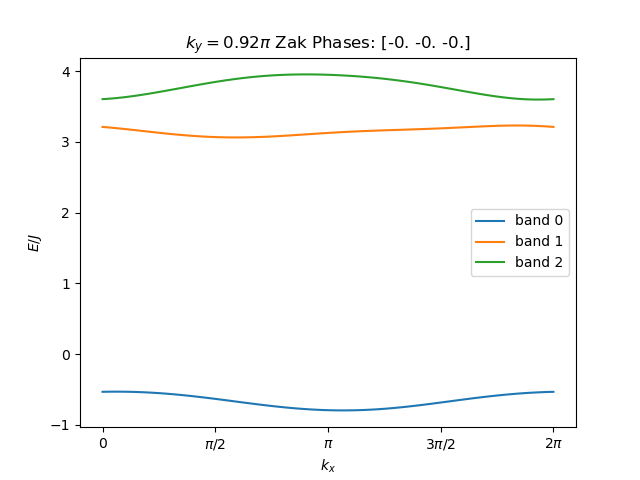 $k_y = 0.92\pi$ Zak Phases: [-0. -0. -0.]
4
3
2
1
0
−1
E/J
band 0
band 1
band 2
0
π/2
π
3π/2
2π
$k_x$